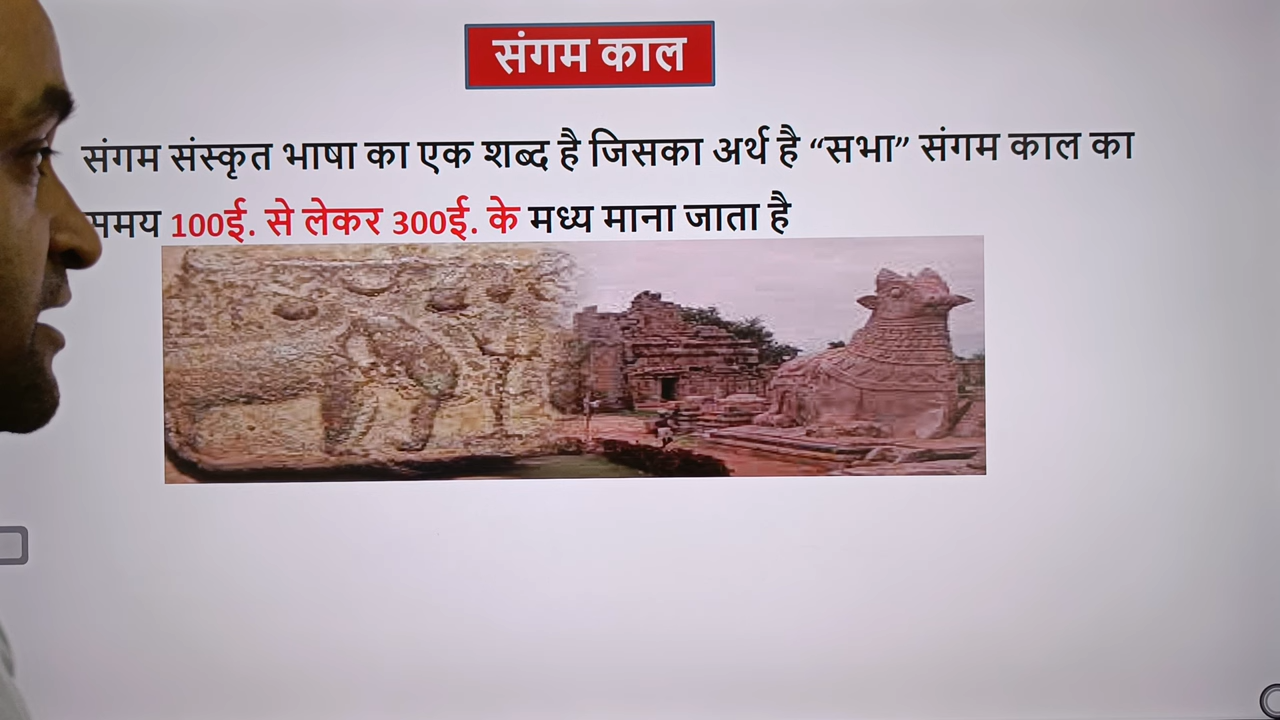 संगम काल
संगम संस्कृत भाषा का एक शब्द है जिसका अर्थ है “सभा” संगम काल का
समय 100ई. से लेकर 300ई. के मध्य माना जाता है